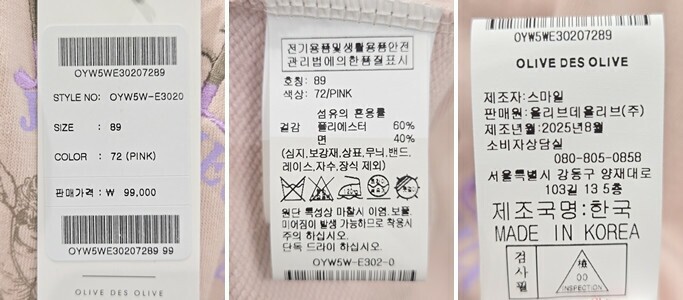 OYW5WE30207289
STYLE NO: OYW5W-E3020
SIZE : 89
COLOR : 72 (PINK)
판매가격 : ₩ 99,000
OYW5WE30207289 99
OLIVE DES OLIVE
전기용품및생활용품안전
관리법에의한품질표시
호칭: 89
색상: 72/PINK
섬유의 혼용률
겉감 폴리에스터 60%
면 40%
(심지,보강재,상표,무늬,밴드,
레이스,자수,장식 제외)
원단 특성상 마찰시 이염,보풀,
미어짐이 발생 가능하므로 착용시
주의 하십시오.
단독 드라이 하십시오.
OYW5W-E302-0
OYW5WE30207289
OLIVE DES OLIVE
제조자:스마일
판매원:올리브데올리브(주)
제조년월:2025년8월
소비자상담실
080-805-0858
서울특별시 강동구 양재대로
103길 13 5층
제조국명:한국
MADE IN KOREA
검사필
INSPECTION